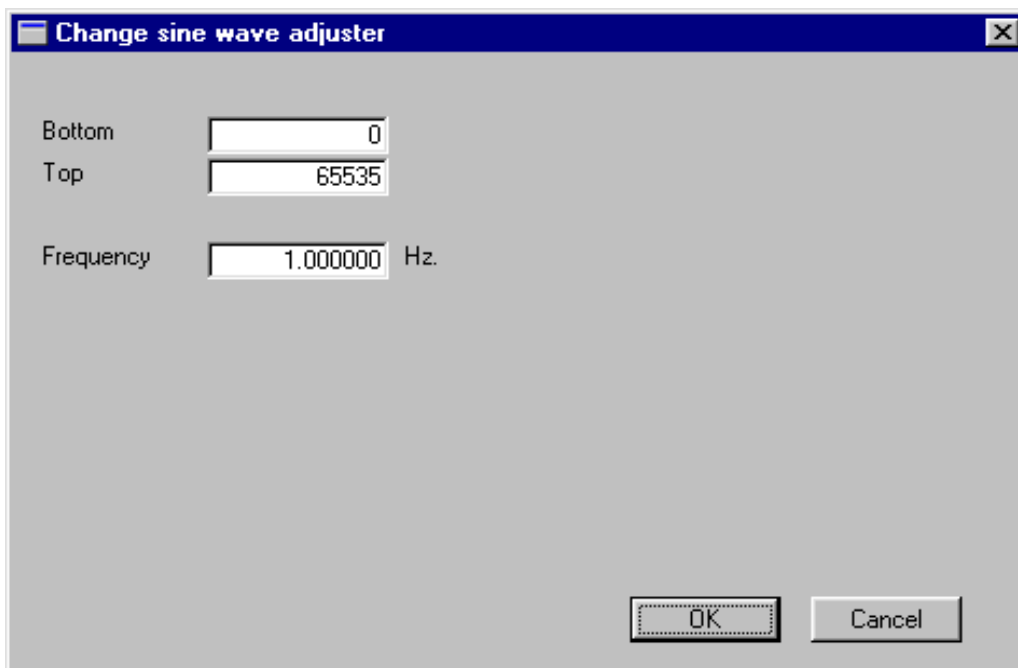 Change sine wave adjuster
Bottom 0
Top 65535
Frequency 1.000000 Hz.
OK Cancel